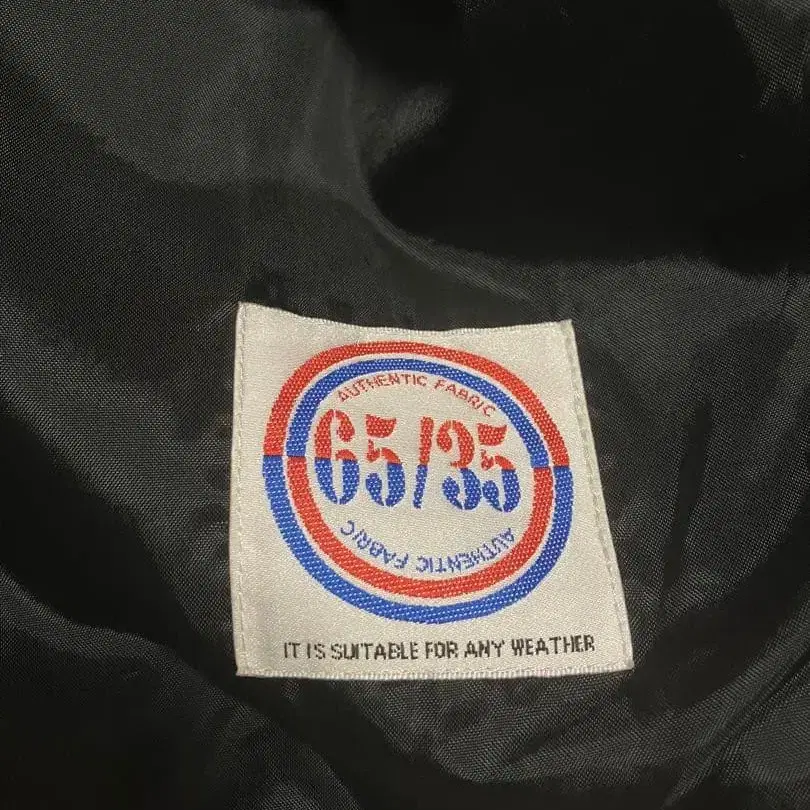 AUTHENTIC FABRIC
65/35
AUTHENTIC FABRIC
IT IS SUITABLE FOR ANY WEATHER